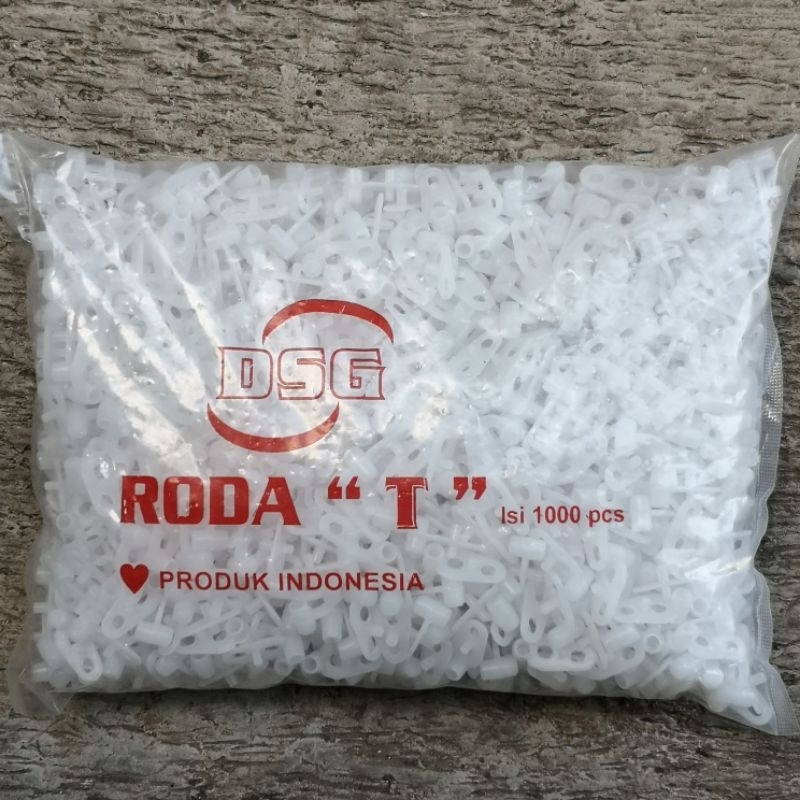 DSG
RODA “ T ” Isi 1000 pcs
♥ PRODUK INDONESIA